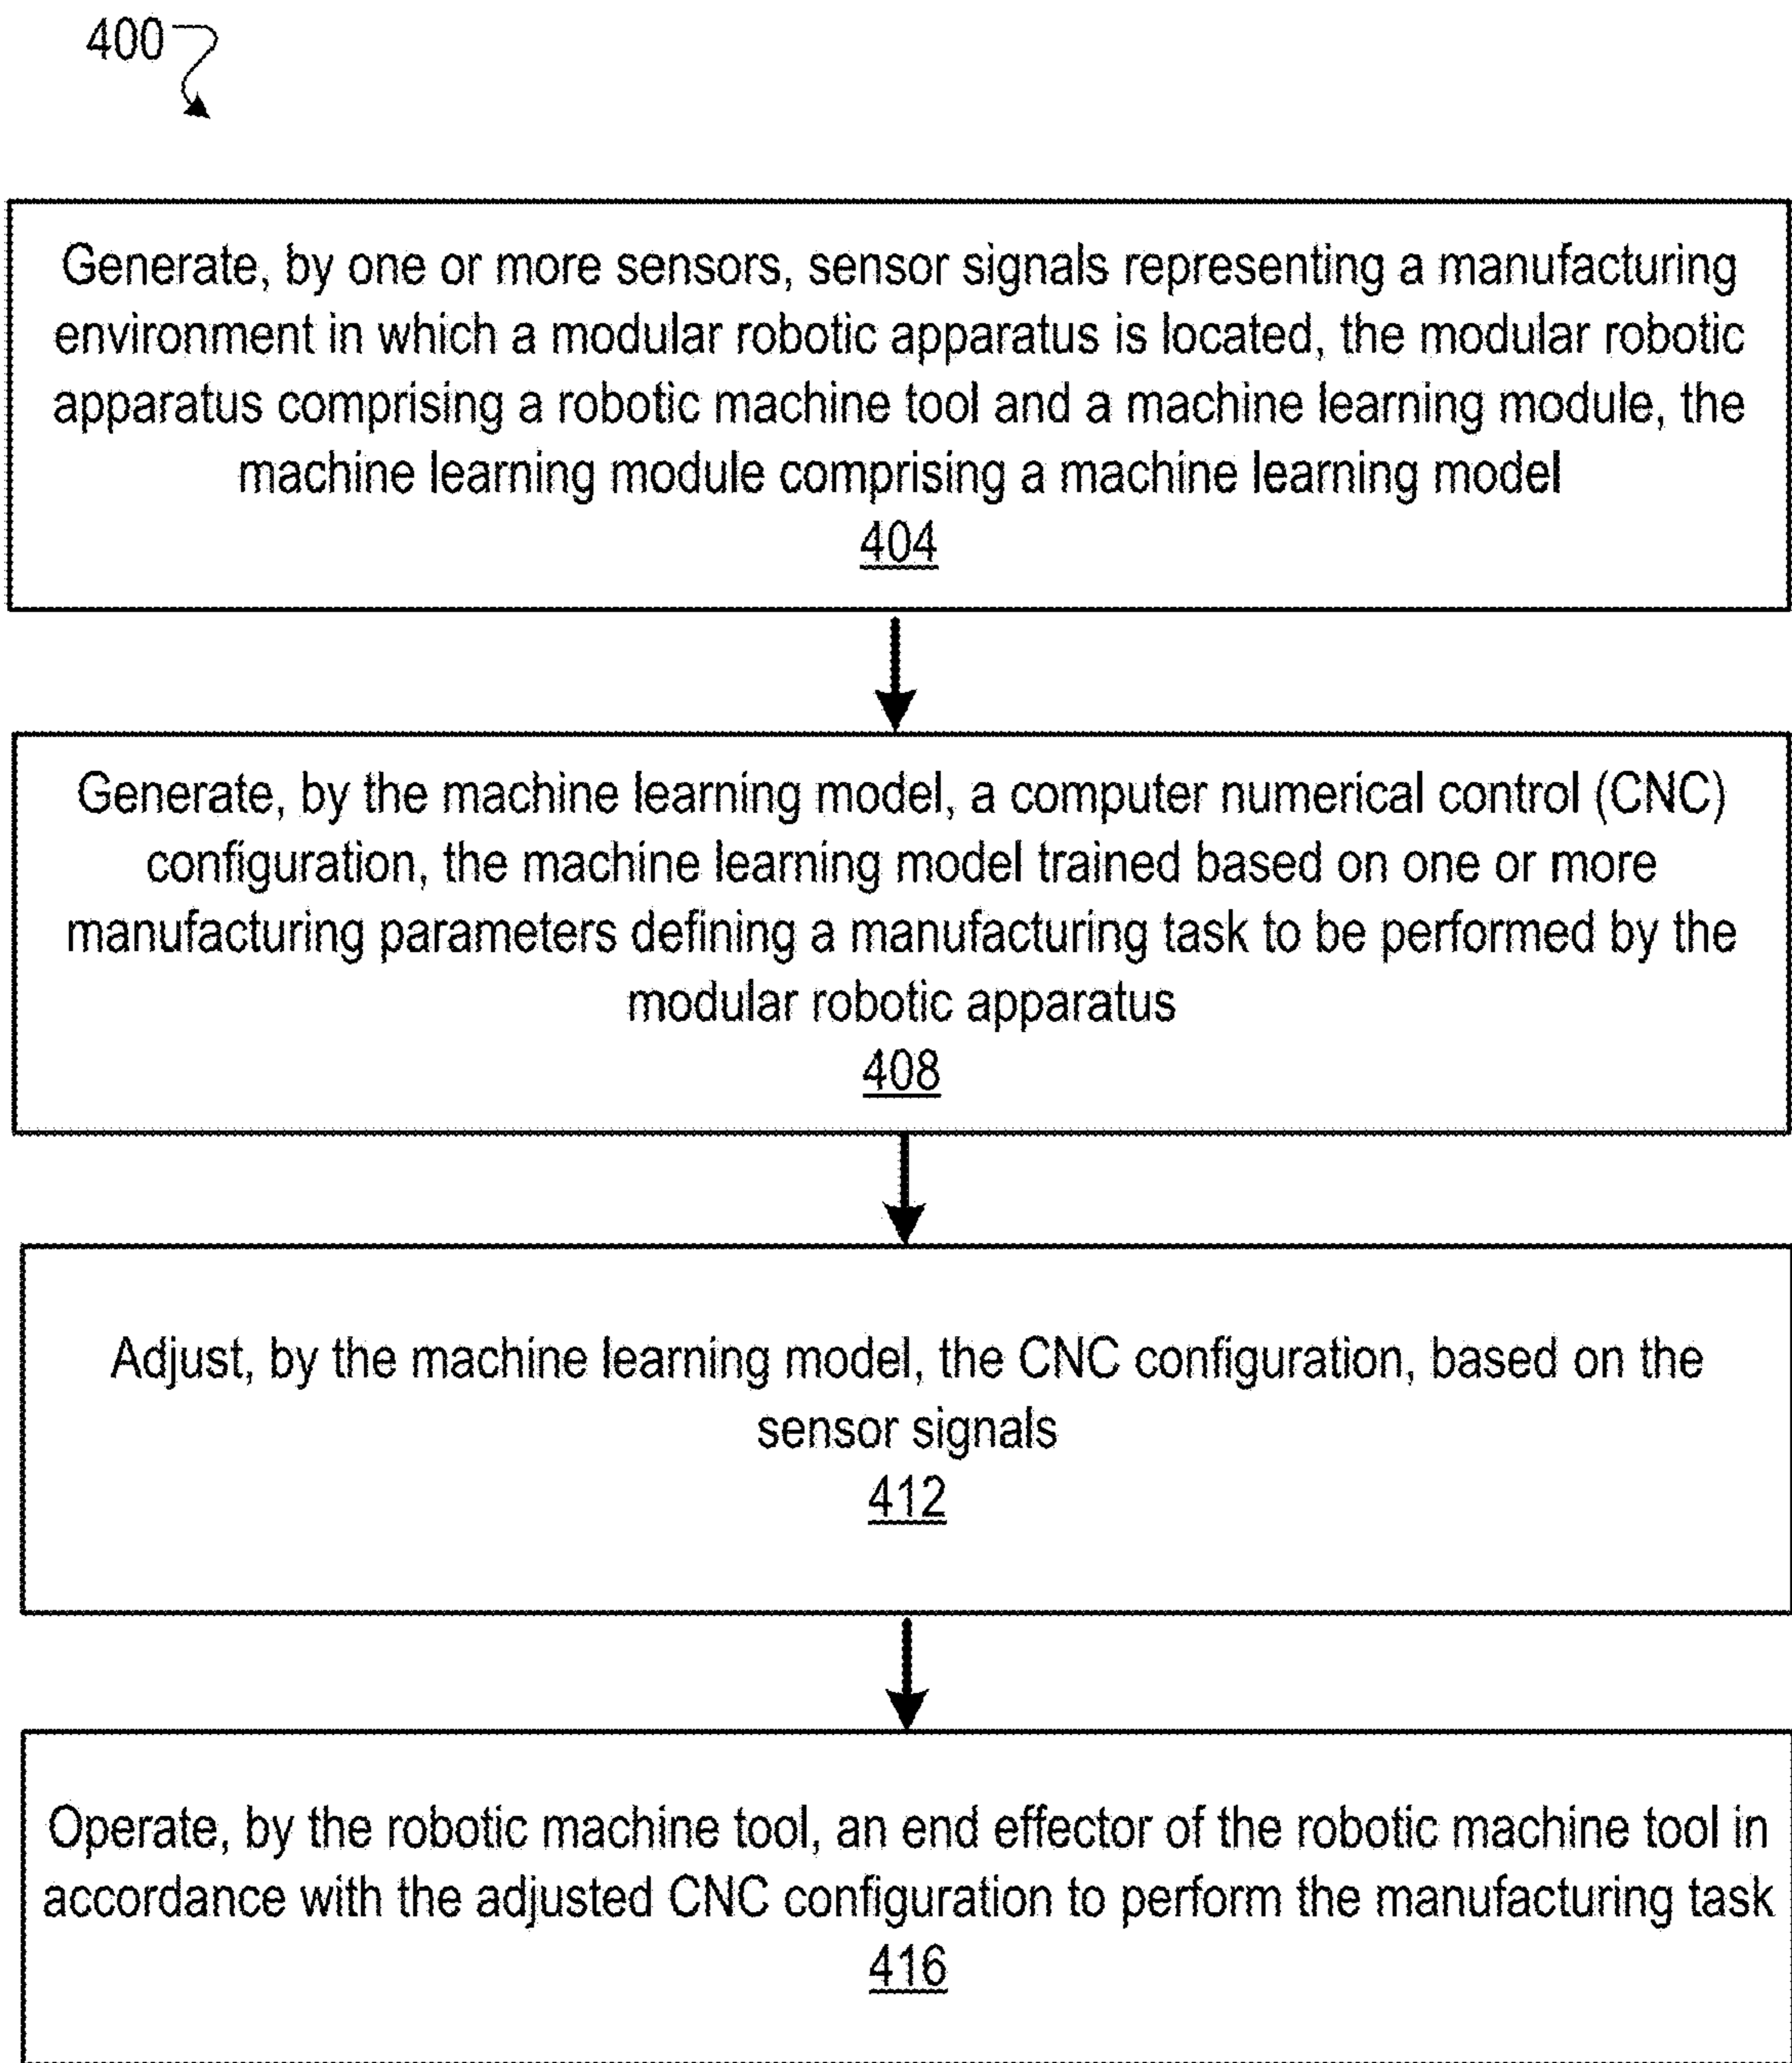 400
Generate, by one or more sensors, sensor signals representing a manufacturing
environment in which a modular robotic apparatus is located, the modular robotic
apparatus comprising a robotic machine tool and a machine learning module, the
machine learning module comprising a machine learning model
404
Generate, by the machine learning model, a computer numerical control (CNC)
configuration, the machine learning model trained based on one or more
manufacturing parameters defining a manufacturing task to be performed by the
modular robotic apparatus
408
Adjust, by the machine learning model, the CNC configuration, based on the
sensor signals
412
Operate, by the robotic machine tool, an end effector of the robotic machine tool in
accordance with the adjusted CNC configuration to perform the manufacturing task
416